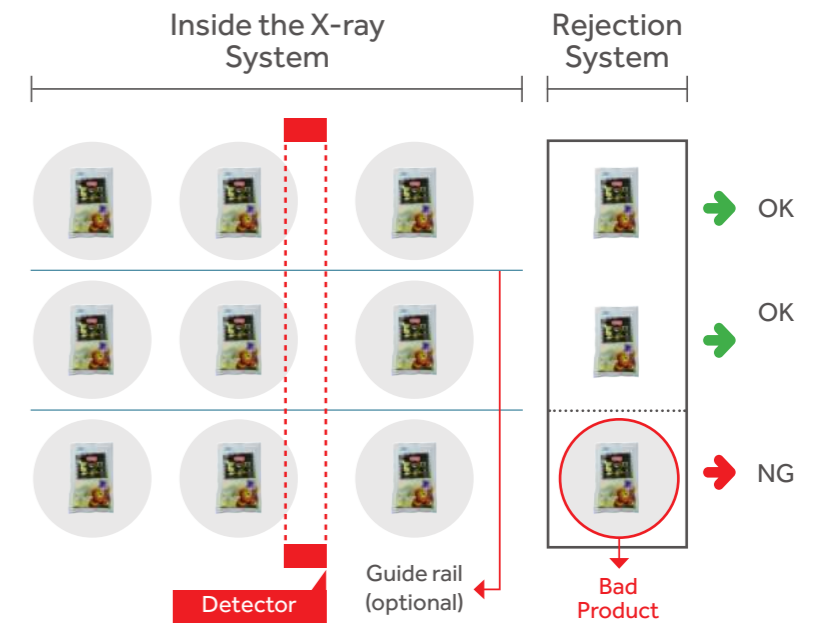 Inside the X-ray
System
Rejection
System
OK
OK
NG
Guide rail
(optional)
Detector
Bad
Product